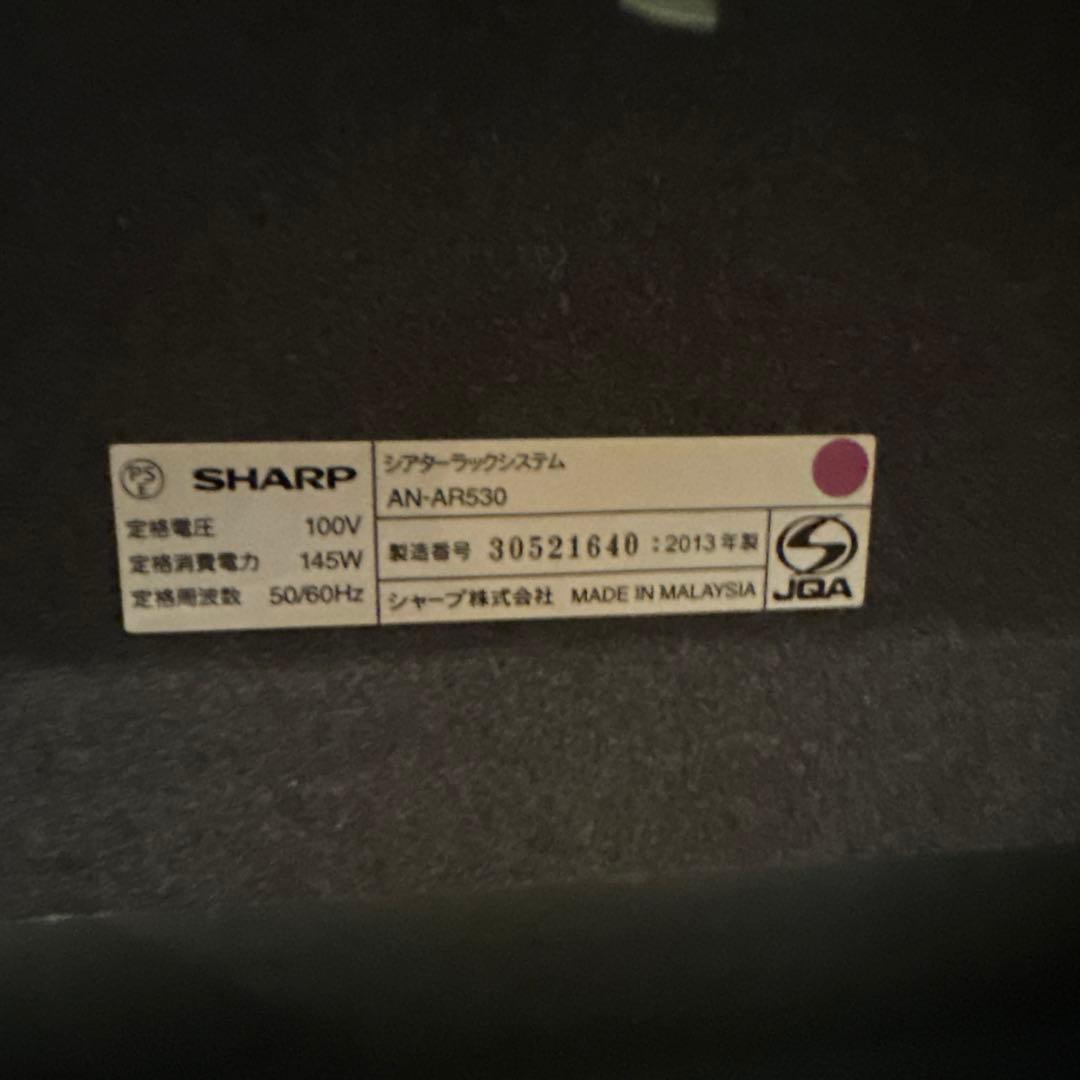 PS
E
SHARP
定格電圧 100V
定格消費電力 145W
定格周波数 50/60Hz
シアターラックシステム
AN-AR530
製造番号 30521640 : 2013年製
シャープ株式会社 MADE IN MALAYSIA
JQA